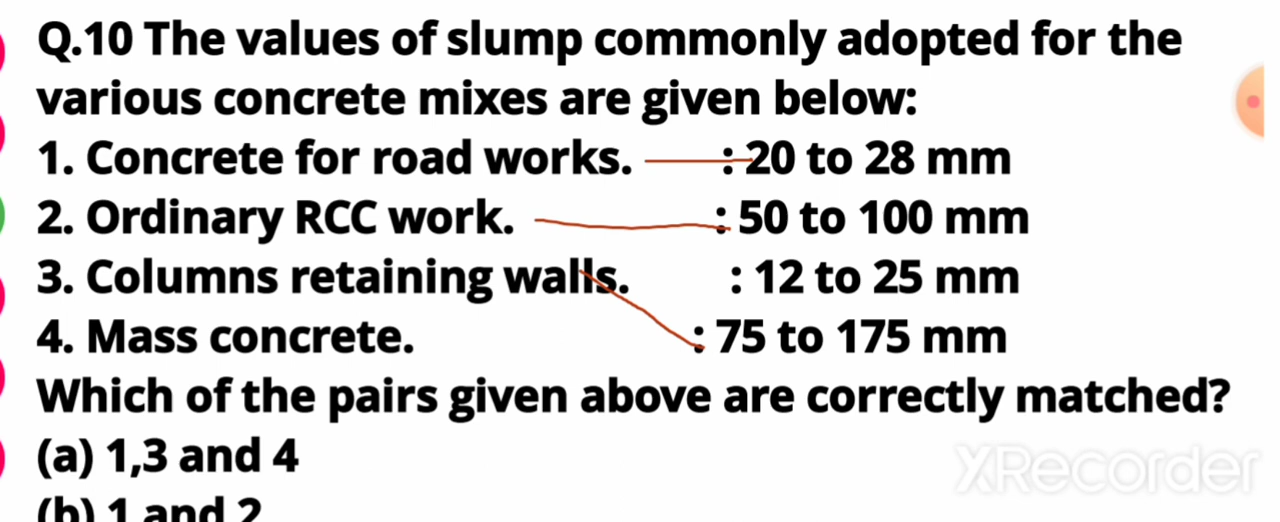 Q.10 The values of slump commonly adopted for the
various concrete mixes are given below:
1. Concrete for road works. : 20 to 28 mm
2. Ordinary RCC work. : 50 to 100 mm
3. Columns retaining walls. : 12 to 25 mm
4. Mass concrete. : 75 to 175 mm
Which of the pairs given above are correctly matched?
(a) 1,3 and 4
XRecorder
(b) 1 and 2